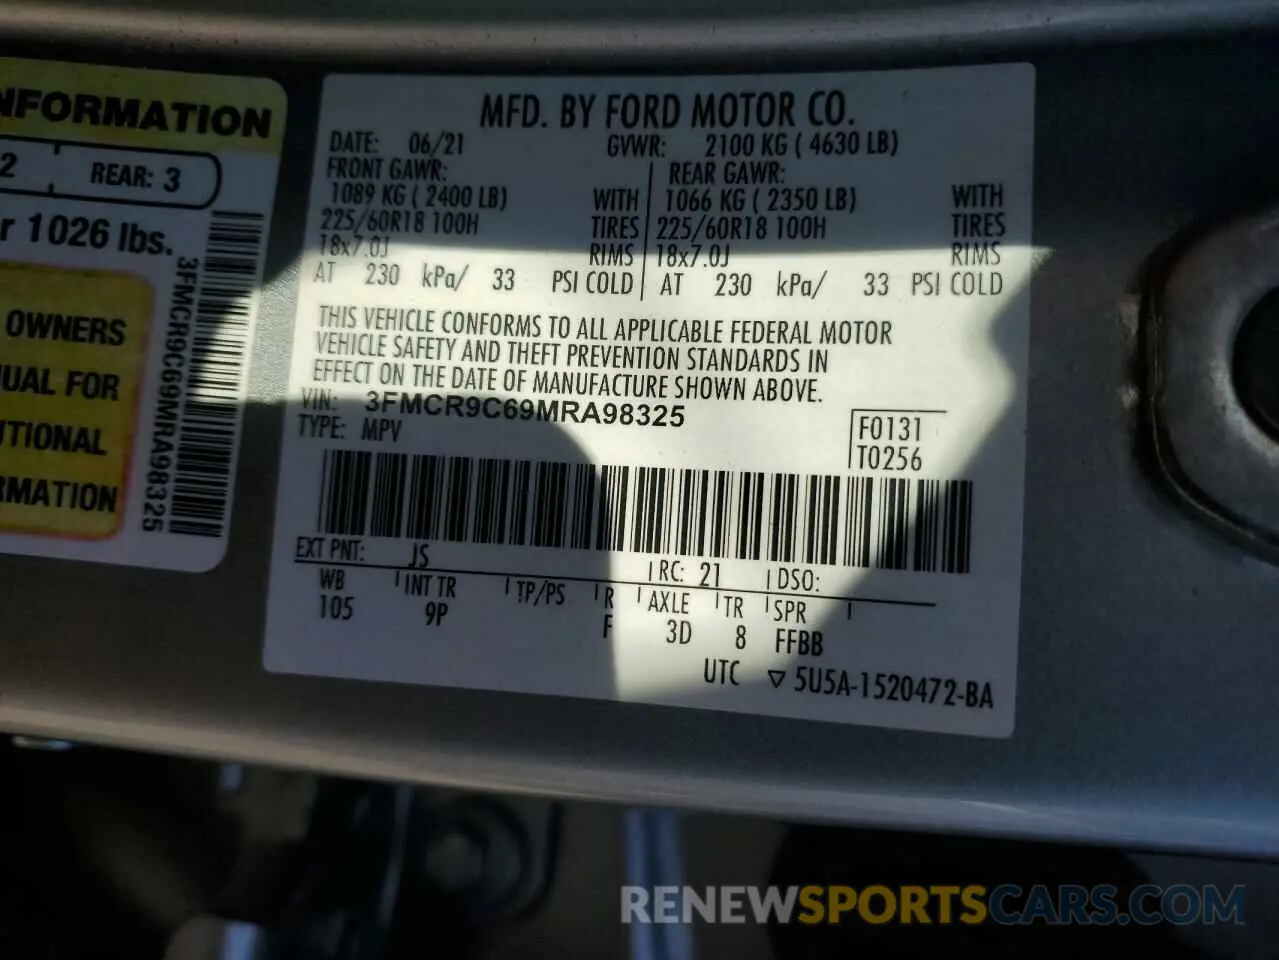 INFORMATION
2 REAR: 3
r 1026 lbs.
OWNERS
UAL FOR
TIONAL
RMATION
3FMCR9C69MRA98325
MFD. BY FORD MOTOR CO.
DATE: 06/21 GVWR: 2100 KG ( 4630 LB)
FRONT GAWR: REAR GAWR:
1089 KG ( 2400 LB) WITH 1066 KG ( 2350 LB) WITH
225/60R18 100H TIRES 225/60R18 100H TIRES
18x7.0J RIMS 18x7.0J RIMS
AT 230 kPa/ 33 PSI COLD AT 230 kPa/ 33 PSI COLD
THIS VEHICLE CONFORMS TO ALL APPLICABLE FEDERAL MOTOR
VEHICLE SAFETY AND THEFT PREVENTION STANDARDS IN
EFFECT ON THE DATE OF MANUFACTURE SHOWN ABOVE.
VIN: 3FMCR9C69MRA98325
TYPE: MPV
F0131
T0256
EXT PNT: JS RC: 21 DSO:
WB INT TR TP/PS R AXLE TR SPR
105 9P F 3D 8 FFBB
UTC ▽ 5U5A-1520472-BA
RENEWSPORTSCARS.COM